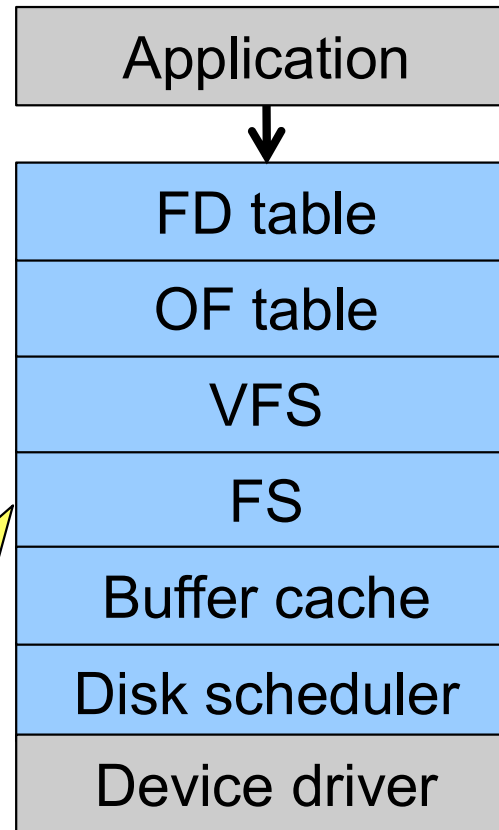 Application
FD table
OF table
VFS
FS
Buffer cache
Disk scheduler
Device driver